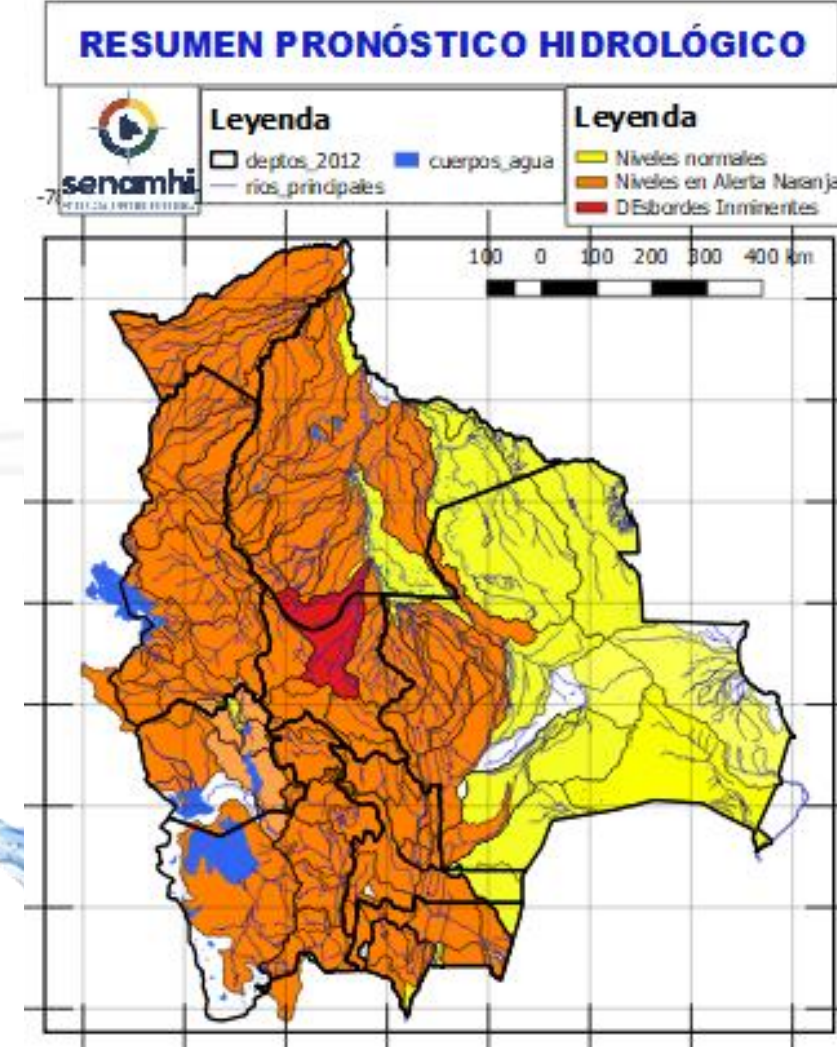 RESUMEN PRONÓSTICO HIDROLÓGICO
senamhi
Leyenda
deptos_2012
cuerpos_agua
rios_principales
Leyenda
Niveles normales
Niveles en Alerta Naranja
DEsbordes Inminentes
100 0 100 200 300 400 km